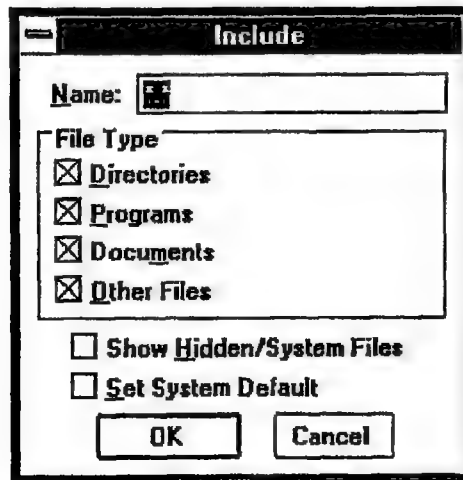 Include
Name: *.*
File Type
Directories
Programs
Documents
Other Files
Show Hidden/System Files
Set System Default
OK Cancel